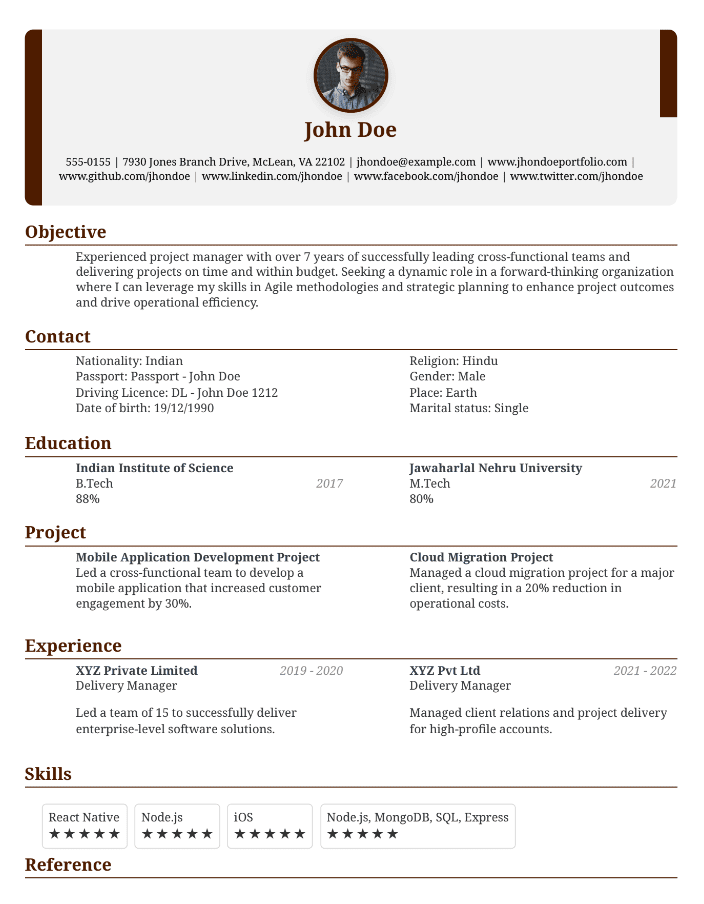 John Doe
555-0155 | 7930 Jones Branch Drive, McLean, VA 22102 | jhondoe@example.com | www.jhondoeportfolio.com |
www.github.com/jhondoe | www.linkedin.com/jhondoe | www.facebook.com/jhondoe | www.twitter.com/jhondoe
Objective
Experienced project manager with over 7 years of successfully leading cross-functional teams and
delivering projects on time and within budget. Seeking a dynamic role in a forward-thinking organization
where I can leverage my skills in Agile methodologies and strategic planning to enhance project outcomes
and drive operational efficiency.
Contact
Nationality: Indian
Passport: Passport - John Doe
Driving Licence: DL - John Doe 1212
Date of birth: 19/12/1990
Religion: Hindu
Gender: Male
Place: Earth
Marital status: Single
Education
Indian Institute of Science
B.Tech 2017
88%
Jawaharlal Nehru University
M.Tech 2021
80%
Project
Mobile Application Development Project
Led a cross-functional team to develop a
mobile application that increased customer
engagement by 30%.
Cloud Migration Project
Managed a cloud migration project for a major
client, resulting in a 20% reduction in
operational costs.
Experience
XYZ Private Limited 2019 - 2020
Delivery Manager
Led a team of 15 to successfully deliver
enterprise-level software solutions.
XYZ Pvt Ltd 2021 - 2022
Delivery Manager
Managed client relations and project delivery
for high-profile accounts.
Skills
React Native
★★★★★
Node.js
★★★★★
iOS
★★★★★
Node.js, MongoDB, SQL, Express
★★★★★
Reference